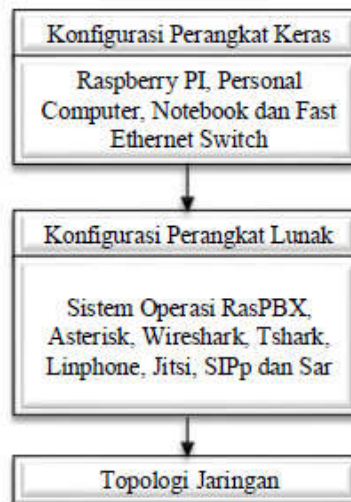 Konfigurasi Perangkat Keras
Raspberry PI, Personal
Computer, Notebook dan Fast
Ethernet Switch
Konfigurasi Perangkat Lunak
Sistem Operasi RasPBX,
Asterisk, Wireshark, Tshark,
Linphone, Jitsi, SIPp dan Sar
Topologi Jaringan